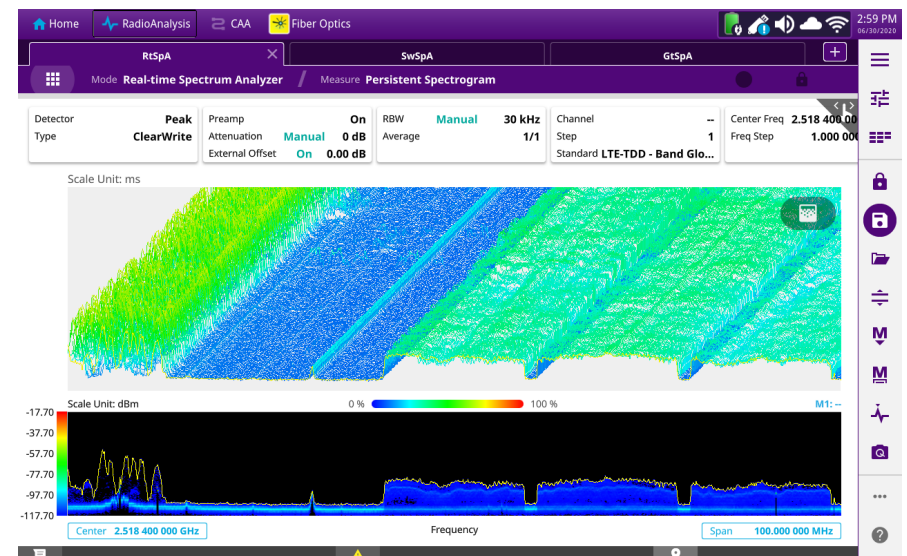 Home RadioAnalysis CAA Fiber Optics 2:59 PM
06/30/2020
RtSpA SwSpA GtSpA
Mode Real-time Spectrum Analyzer / Measure Persistent Spectrogram
Detector Peak Preamp On RBW Manual 30 kHz Channel -- Center Freq 2.518 400 00
Type ClearWrite Attenuation Manual 0 dB Average 1/1 Step 1 Freq Step 1.000 00
External Offset On 0.00 dB Standard LTE-TDD - Band Glo...
Scale Unit: ms
Scale Unit: dBm 0 % 100 % M1: --
-17.70
-37.70
-57.70
-77.70
-97.70
-117.70
Center 2.518 400 000 GHz Frequency Span 100.000 000 MHz